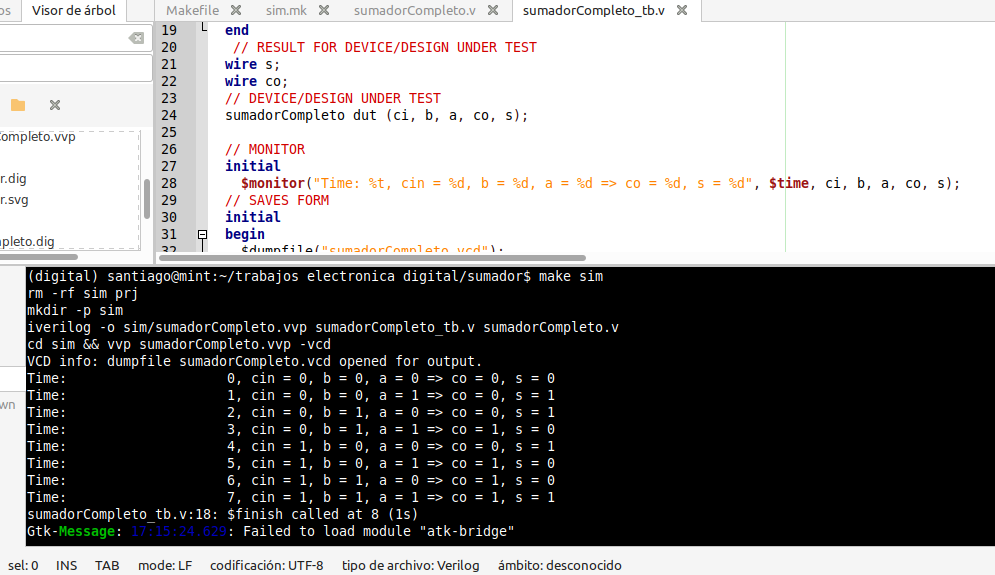 os Visor de árbol Makefile sim.mk sumadorCompleto.v sumadorCompleto_tb.v
19 end
20 // RESULT FOR DEVICE/DESIGN UNDER TEST
21 wire s;
22 wire co;
23 // DEVICE/DESIGN UNDER TEST
24 sumadorCompleto dut (ci, b, a, co, s);
25
26 // MONITOR
27 initial
28 $monitor("Time: %t, cin = %d, b = %d, a = %d => co = %d, s = %d", $time, ci, b, a, co, s);
29 // SAVES FORM
30 initial
31 begin
32 $dumpfile("sumadorCompleto.vcd");
ompleto.vvp
r.dig
r.svg
pleto.dig
wn
(digital) santiago@mint:~/trabajos electronica digital/sumador$ make sim
rm -rf sim prj
mkdir -p sim
iverilog -o sim/sumadorCompleto.vvp sumadorCompleto_tb.v sumadorCompleto.v
cd sim && vvp sumadorCompleto.vvp -vcd
VCD info: dumpfile sumadorCompleto.vcd opened for output.
Time: 0, cin = 0, b = 0, a = 0 => co = 0, s = 0
Time: 1, cin = 0, b = 0, a = 1 => co = 0, s = 1
Time: 2, cin = 0, b = 1, a = 0 => co = 0, s = 1
Time: 3, cin = 0, b = 1, a = 1 => co = 1, s = 0
Time: 4, cin = 1, b = 0, a = 0 => co = 0, s = 1
Time: 5, cin = 1, b = 0, a = 1 => co = 1, s = 0
Time: 6, cin = 1, b = 1, a = 0 => co = 1, s = 0
Time: 7, cin = 1, b = 1, a = 1 => co = 1, s = 1
sumadorCompleto_tb.v:18: $finish called at 8 (1s)
Gtk-Message: 17:15:24.629: Failed to load module "atk-bridge"
sel: 0 INS TAB mode: LF codificación: UTF-8 tipo de archivo: Verilog ámbito: desconocido